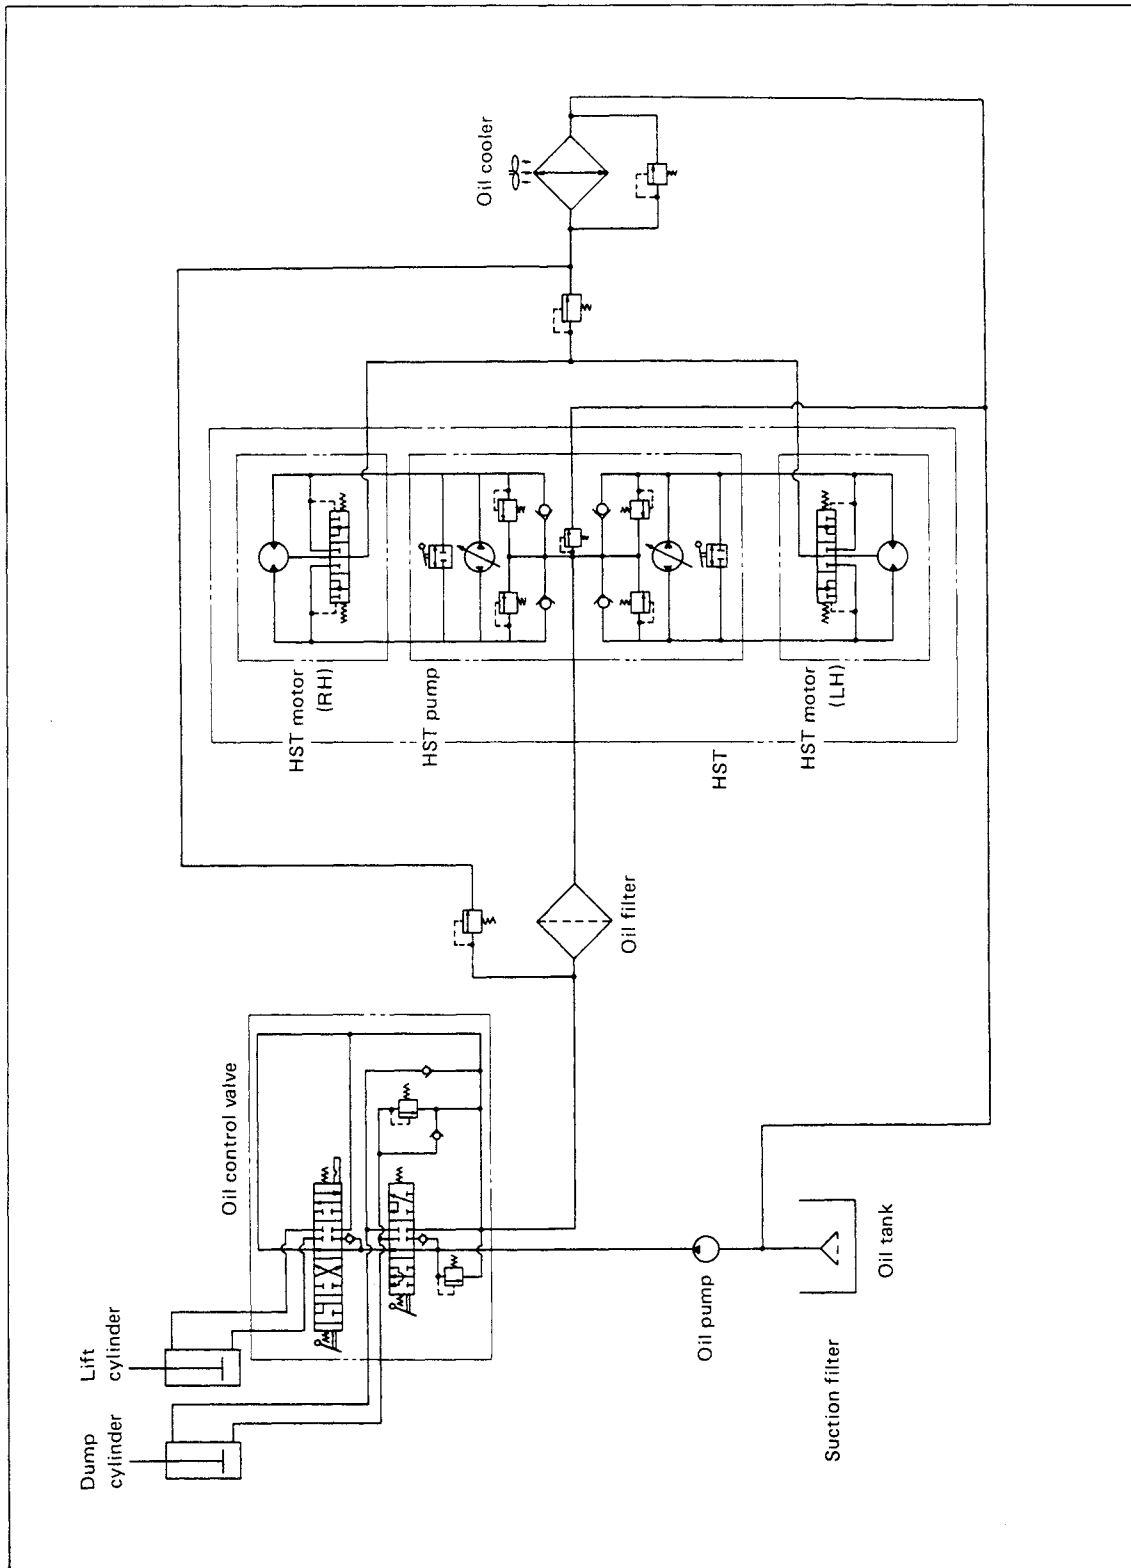 Dump
cylinder
Lift
cylinder
Oil control valve
Oil pump
Suction filter
Oil tank
Oil filter
HST motor
(RH)
HST pump
HST
HST motor
(LH)
Oil cooler